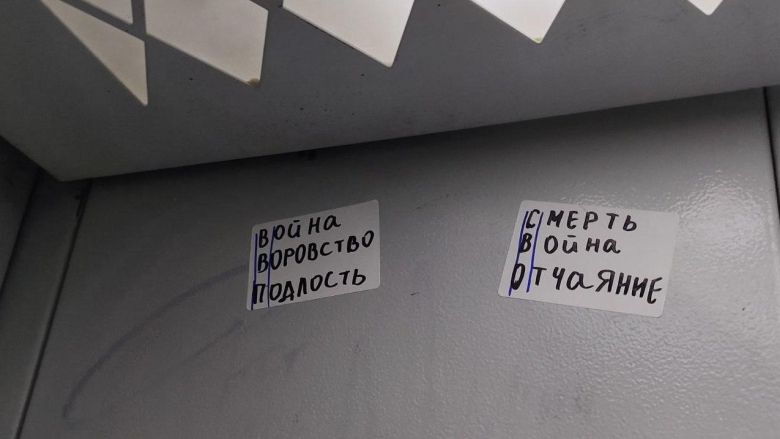 война
воровство
подлость
смерть
война
отчаяние